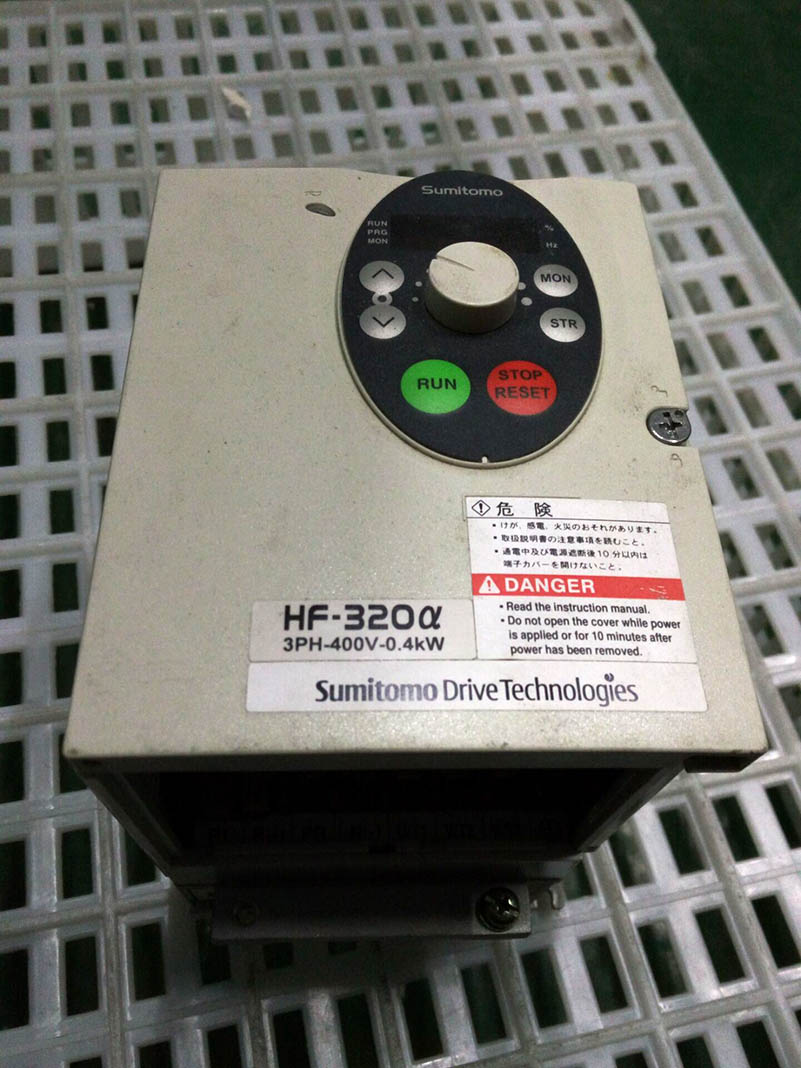 Sumitomo
RUN
PRG
MON
%
Hz
MON
STR
RUN
STOP
RESET
危険
・けが、感電、火災のおそれがあります。
・取扱説明書の注意事項を読むこと。
・通電中及び電源遮断後10分以内は
端子カバーを開けないこと。
DANGER
• Read the instruction manual.
• Do not open the cover while power
is applied or for 10 minutes after
power has been removed.
HF-320α
3PH-400V-0.4kW
Sumitomo Drive Technologies